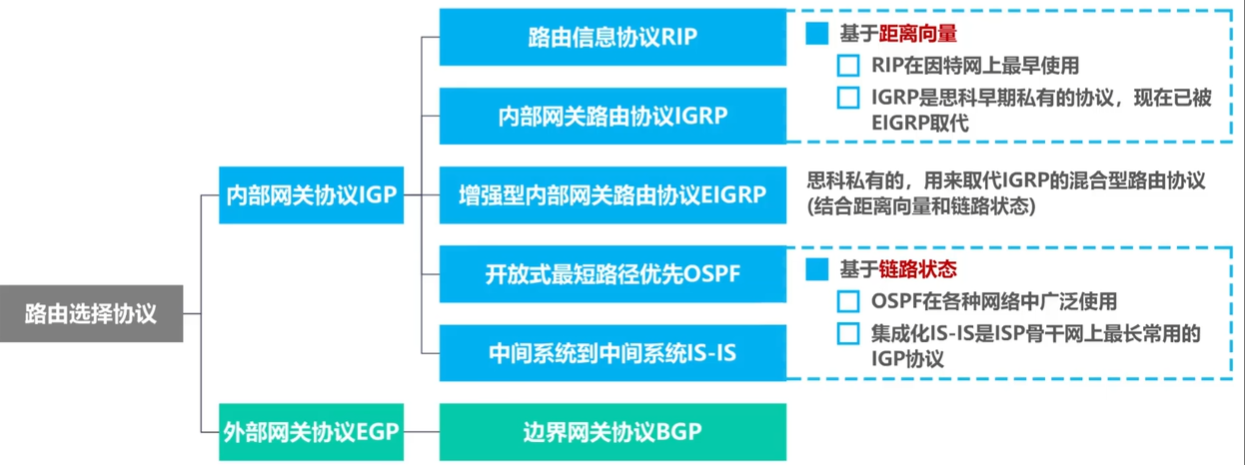 路由选择协议
内部网关协议IGP
路由信息协议RIP
内部网关路由协议IGRP
增强型内部网关路由协议EIGRP
开放式最短路径优先OSPF
中间系统到中间系统IS-IS
外部网关协议EGP
边界网关协议BGP
基于距离向量
RIP在因特网上最早使用
IGRP是思科早期私有的协议，现在已被
EIGRP取代
思科私有的，用来取代IGRP的混合型路由协议
(结合距离向量和链路状态)
基于链路状态
OSPF在各种网络中广泛使用
集成化IS-IS是ISP骨干网上最长常用的
IGP协议